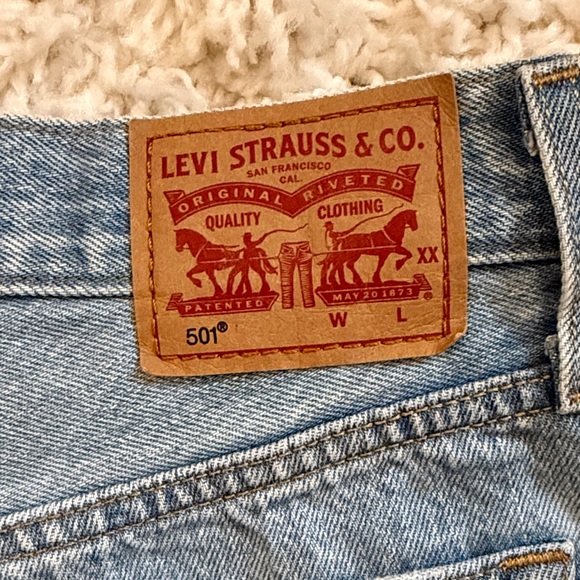 LEVI STRAUSS & CO.
SAN FRANCISCO
CAL.
ORIGINAL RIVETED
QUALITY CLOTHING
XX
PATENTED MAY 20 1873 ®
W L
501®